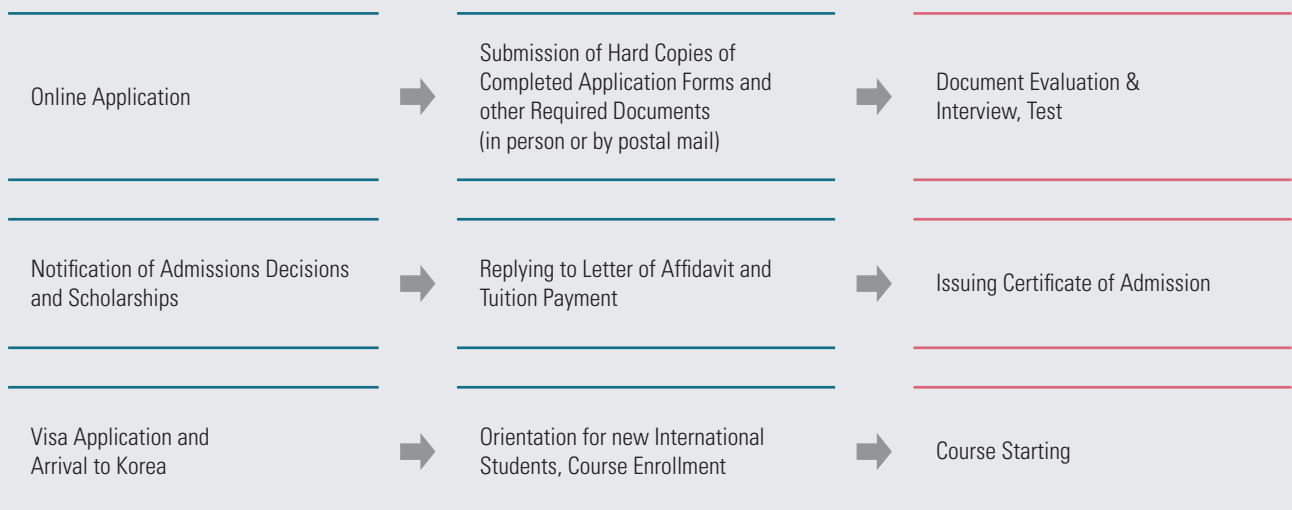 Online Application
Submission of Hard Copies of
Completed Application Forms and
other Required Documents
(in person or by postal mail)
Document Evaluation &
Interview, Test
Notification of Admissions Decisions
and Scholarships
Replying to Letter of Affidavit and
Tuition Payment
Issuing Certificate of Admission
Visa Application and
Arrival to Korea
Orientation for new International
Students, Course Enrollment
Course Starting